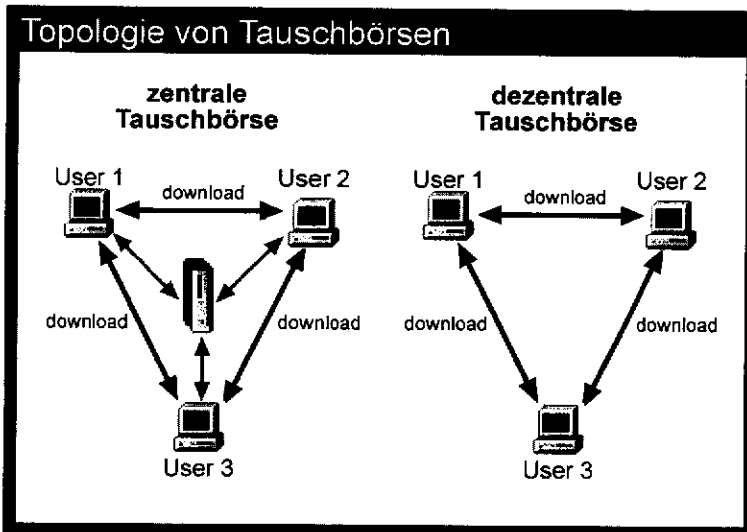 Topologie von Tauschbörsen
zentrale
Tauschbörse
User 1
download
User 2
download
download
User 3
dezentrale
Tauschbörse
User 1
download
User 2
download
download
User 3